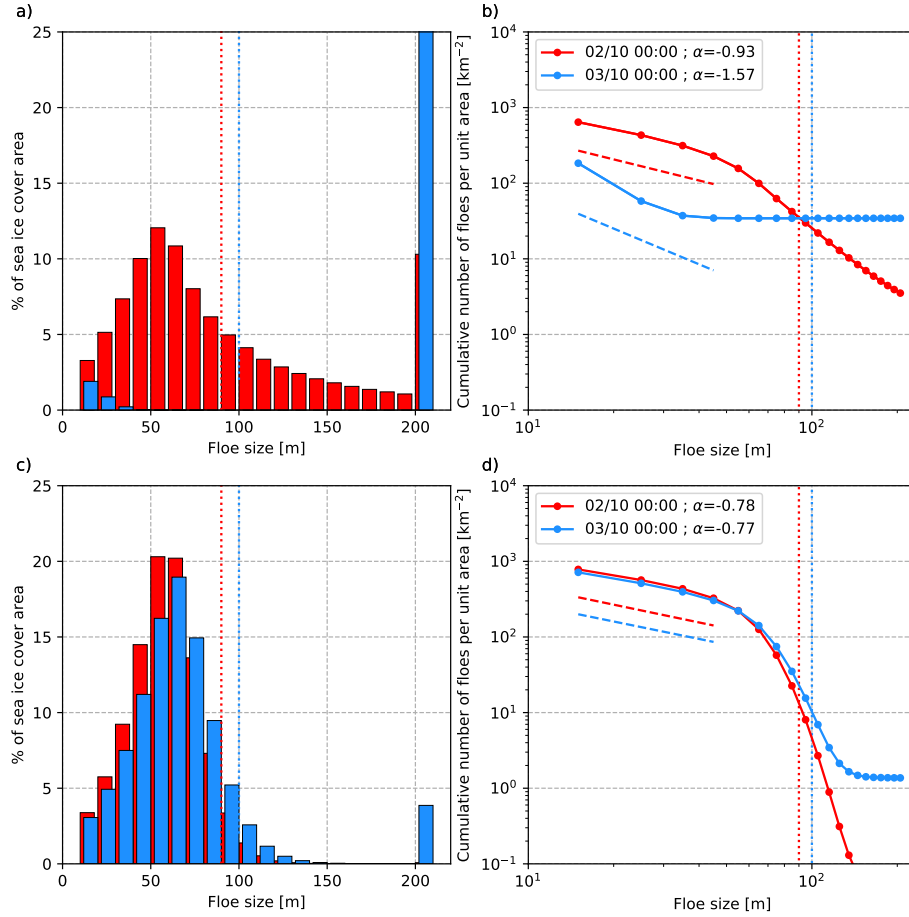 a)
25
20
15
10
5
0
% of sea ice cover area
0 50 100 150 200
Floe size [m]
b)
10^4
10^3
10^2
10^1
10^0
10^-1
Cumulative number of floes per unit area [km^-2]
02/10 00:00 ; α=-0.93
03/10 00:00 ; α=-1.57
10^1 10^2
Floe size [m]
c)
25
20
15
10
5
0
% of sea ice cover area
0 50 100 150 200
Floe size [m]
d)
10^4
10^3
10^2
10^1
10^0
10^-1
Cumulative number of floes per unit area [km^-2]
02/10 00:00 ; α=-0.78
03/10 00:00 ; α=-0.77
10^1 10^2
Floe size [m]